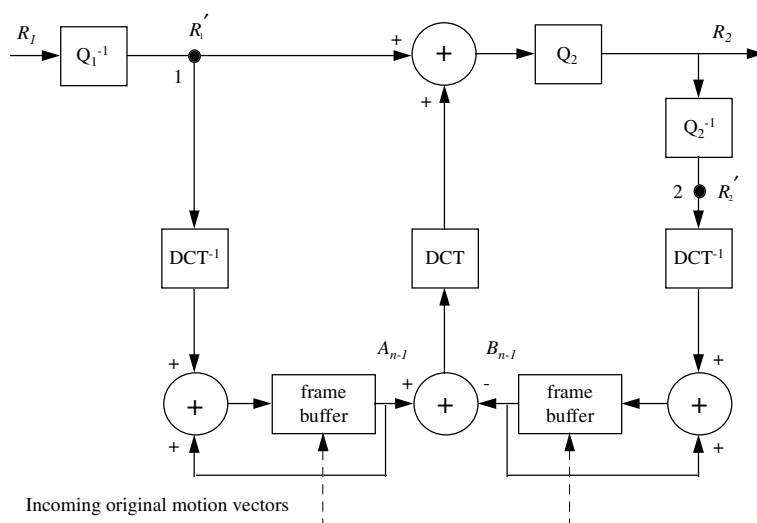 R₁
Q₁⁻¹
R₁′
1
+
+
+
Q₂
R₂
Q₂⁻¹
2
R₂′
DCT⁻¹
DCT
DCT⁻¹
+
+
+
frame
buffer
Aₙ₋₁
+
+
Bₙ₋₁
-
frame
buffer
+
+
+
Incoming original motion vectors